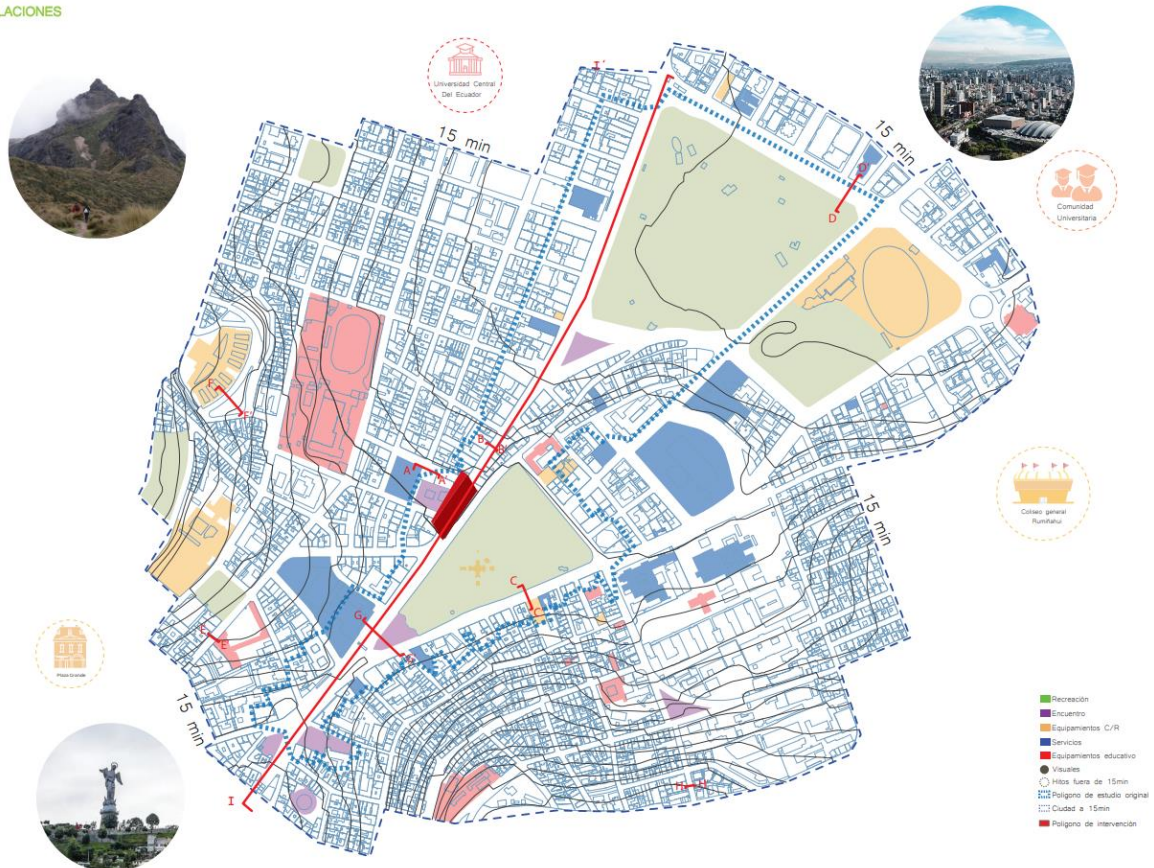 LACIONES
Universidad Central
Del Ecuador
I'
15 min
15 min
D'
D
Comunidad
Universitaria
F
F'
B
B'
A
A'
Coliseo general
Rumiñahui
15 min
C
C'
G
G'
E
E'
Plaza Grande
15 min
I
H
H'
Recreación
Encuentro
Equipamientos C/R
Servicios
Equipamientos educativo
Visuales
Hitos fuera de 15min
Polígono de estudio original
Ciudad a 15min
Polígono de intervención